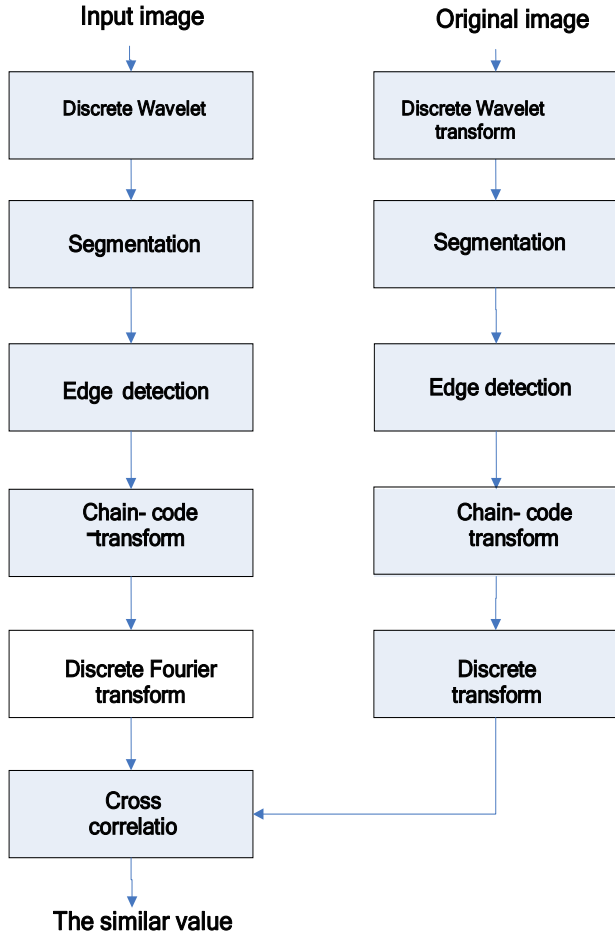 Input image
Discrete Wavelet
Segmentation
Edge detection
Chain- code
-transform
Discrete Fourier
transform
Cross
correlatio
The similar value
Original image
Discrete Wavelet
transform
Segmentation
Edge detection
Chain- code
transform
Discrete
transform